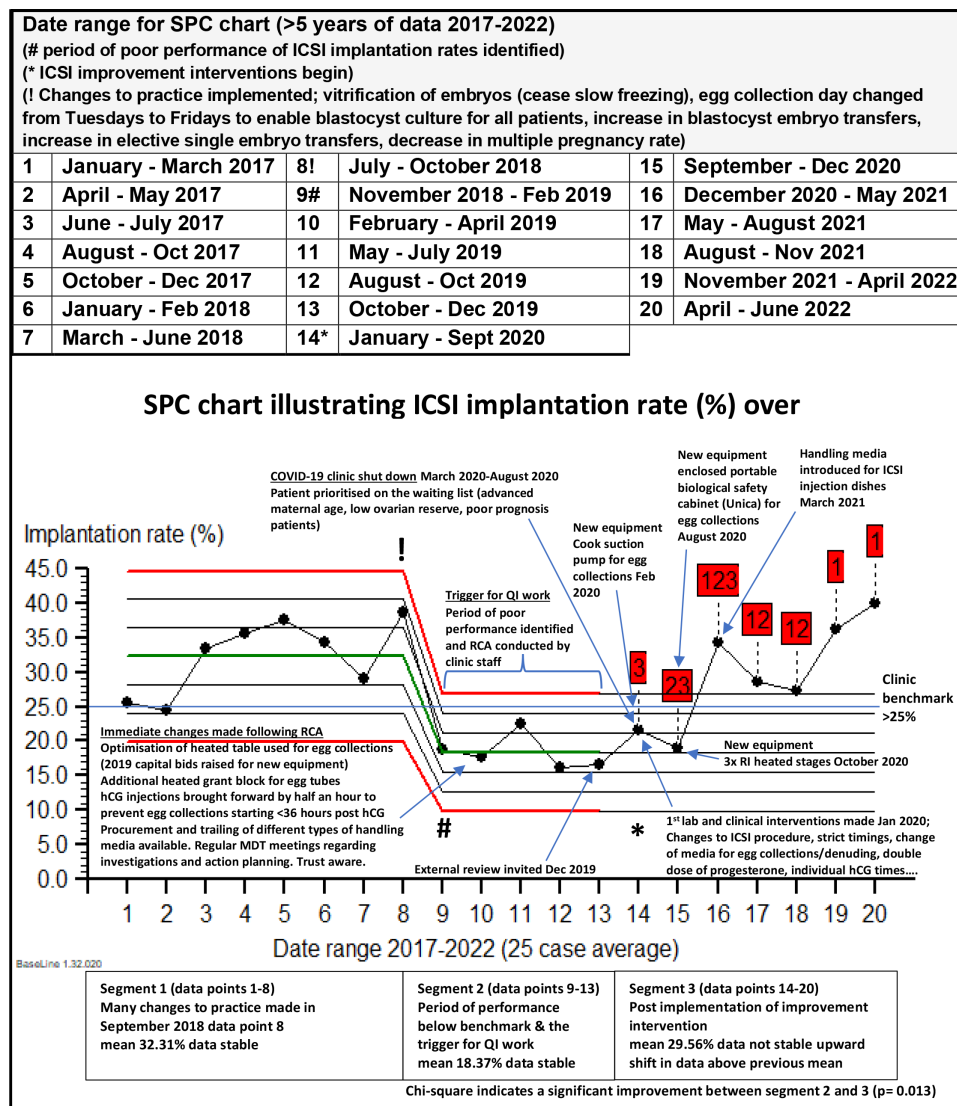 Date range for SPC chart (>5 years of data 2017-2022)
(# period of poor performance of ICSI implantation rates identified)
(* ICSI improvement interventions begin)
(! Changes to practice implemented; vitrification of embryos (cease slow freezing), egg collection day changed
from Tuesdays to Fridays to enable blastocyst culture for all patients, increase in blastocyst embryo transfers,
increase in elective single embryo transfers, decrease in multiple pregnancy rate)
1 January - March 2017 8! July - October 2018 15 September - Dec 2020
2 April - May 2017 9# November 2018 - Feb 2019 16 December 2020 - May 2021
3 June - July 2017 10 February - April 2019 17 May - August 2021
4 August - Oct 2017 11 May - July 2019 18 August - Nov 2021
5 October - Dec 2017 12 August - Oct 2019 19 November 2021 - April 2022
6 January - Feb 2018 13 October - Dec 2019 20 April - June 2022
7 March - June 2018 14* January - Sept 2020
SPC chart illustrating ICSI implantation rate (%) over
COVID-19 clinic shut down March 2020-August 2020
Patient prioritised on the waiting list (advanced
maternal age, low ovarian reserve, poor prognosis
patients)
New equipment
Cook suction
pump for egg
collections Feb
2020
New equipment
enclosed portable
biological safety
cabinet (Unica) for
egg collections
August 2020
Handling media
introduced for ICSI
injection dishes
March 2021
Implantation rate (%)
45.0
40.0
35.0
30.0
25.0
20.0
15.0
10.0
5.0
0.0
!
Trigger for QI work
Period of poor
performance identified
and RCA conducted by
clinic staff
3
23
123
12
12
1
1
Clinic
benchmark
>25%
Immediate changes made following RCA
Optimisation of heated table used for egg collections
(2019 capital bids raised for new equipment)
Additional heated grant block for egg tubes
hCG injections brought forward by half an hour to
prevent egg collections starting <36 hours post hCG
Procurement and trailing of different types of handling
media available. Regular MDT meetings regarding
investigations and action planning. Trust aware.
#
External review invited Dec 2019
*
New equipment
3x RI heated stages October 2020
1st lab and clinical interventions made Jan 2020;
Changes to ICSI procedure, strict timings, change
of media for egg collections/denuding, double
dose of progesterone, individual hCG times....
1 2 3 4 5 6 7 8 9 10 11 12 13 14 15 16 17 18 19 20
Date range 2017-2022 (25 case average)
BaseLine 1.32.020
Segment 1 (data points 1-8)
Many changes to practice made in
September 2018 data point 8
mean 32.31% data stable
Segment 2 (data points 9-13)
Period of performance
below benchmark & the
trigger for QI work
mean 18.37% data stable
Segment 3 (data points 14-20)
Post implementation of improvement
intervention
mean 29.56% data not stable upward
shift in data above previous mean
Chi-square indicates a significant improvement between segment 2 and 3 (p= 0.013)